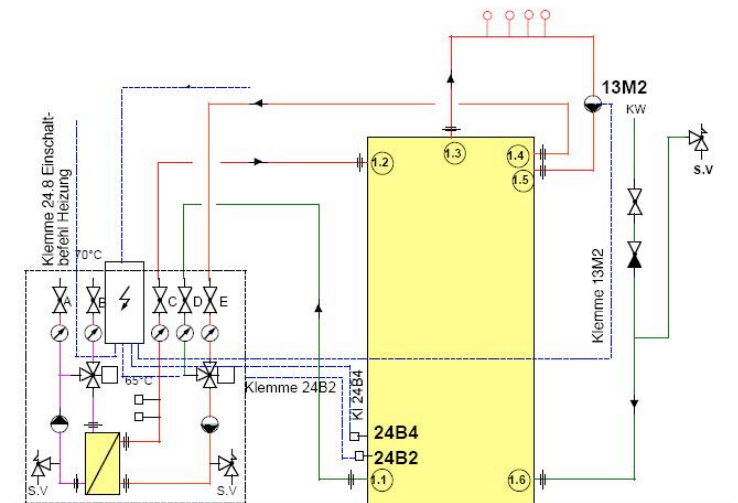 13M2
KW
Klemme 24.8 Einschalt-
befehl Heizung
1.2
1.3
1.4
1.5
S.V
70°C
A
B
C
D
E
Klemme 13M2
65°C
Klemme 24B2
Kl 24B4
24B4
24B2
1.1
1.6
S.V
S.V